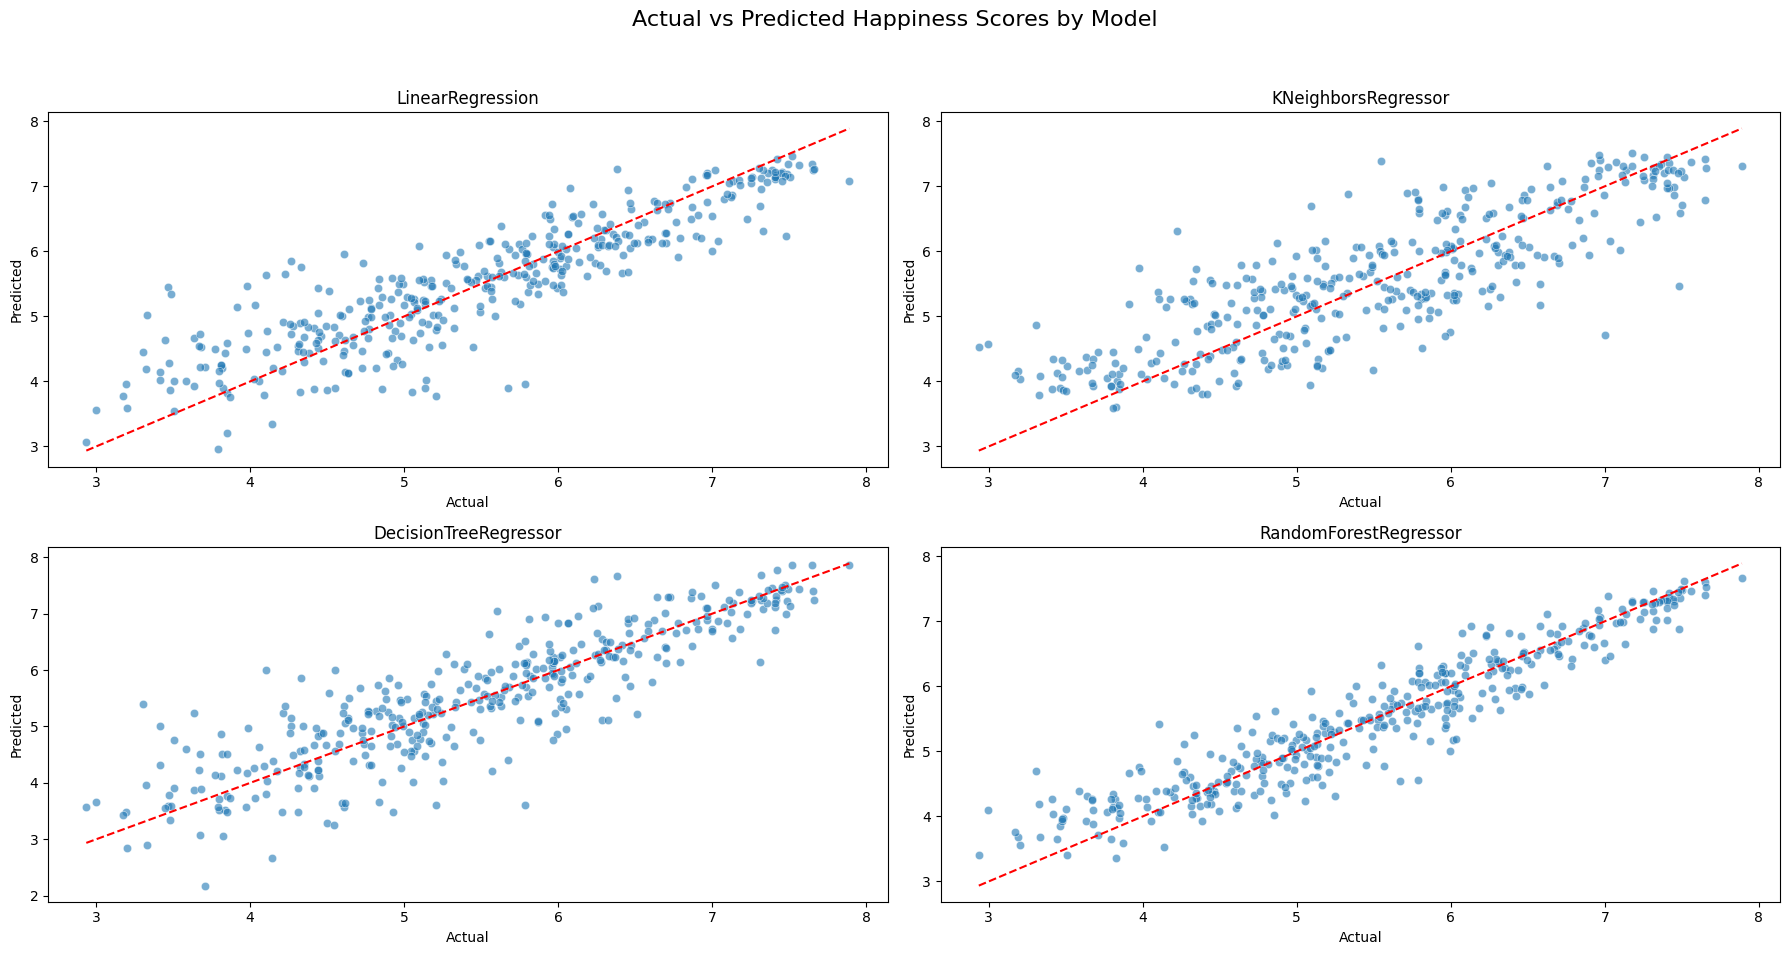 Actual vs Predicted Happiness Scores by Model
LinearRegression
8
7
6
5
4
3
Predicted
3 4 5 6 7 8
Actual
KNeighborsRegressor
8
7
6
5
4
3
Predicted
3 4 5 6 7 8
Actual
DecisionTreeRegressor
8
7
6
5
4
3
2
Predicted
3 4 5 6 7 8
Actual
RandomForestRegressor
8
7
6
5
4
3
Predicted
3 4 5 6 7 8
Actual